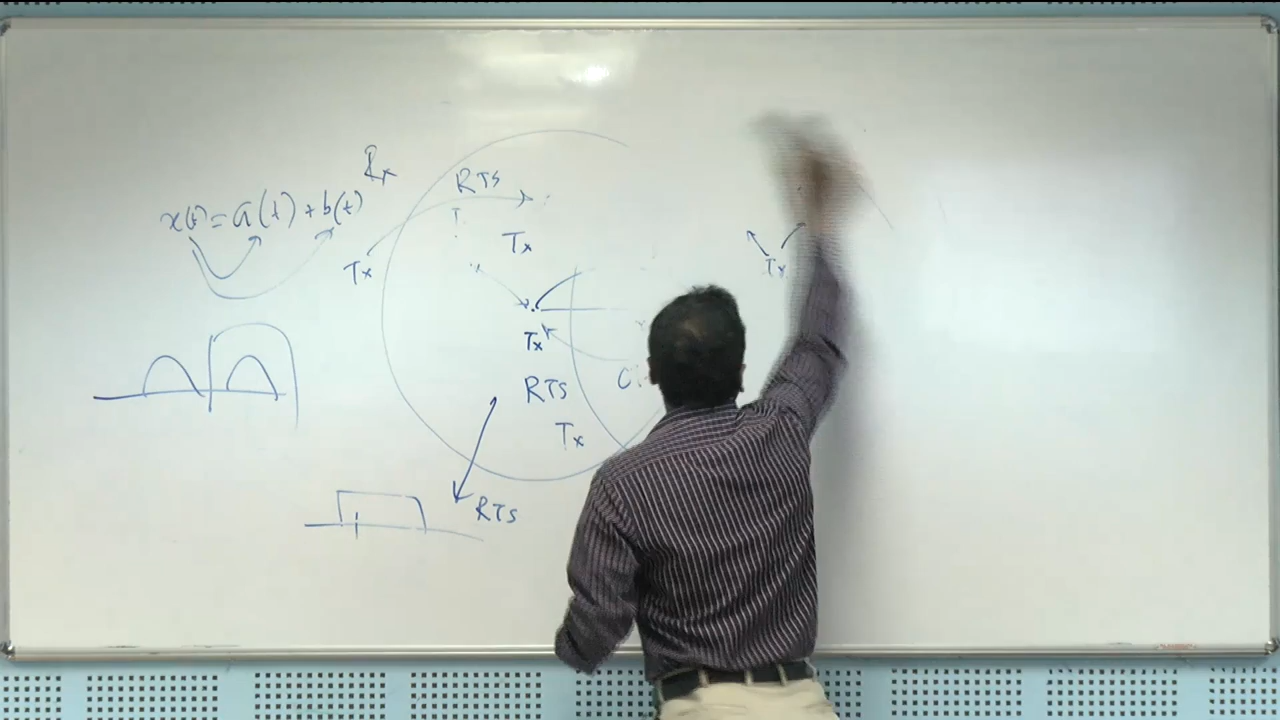 Rx
RTS
x(t) = a(t) + b(t)
Tx
Tx
Tx
Tx
RTS
Tx
RTS